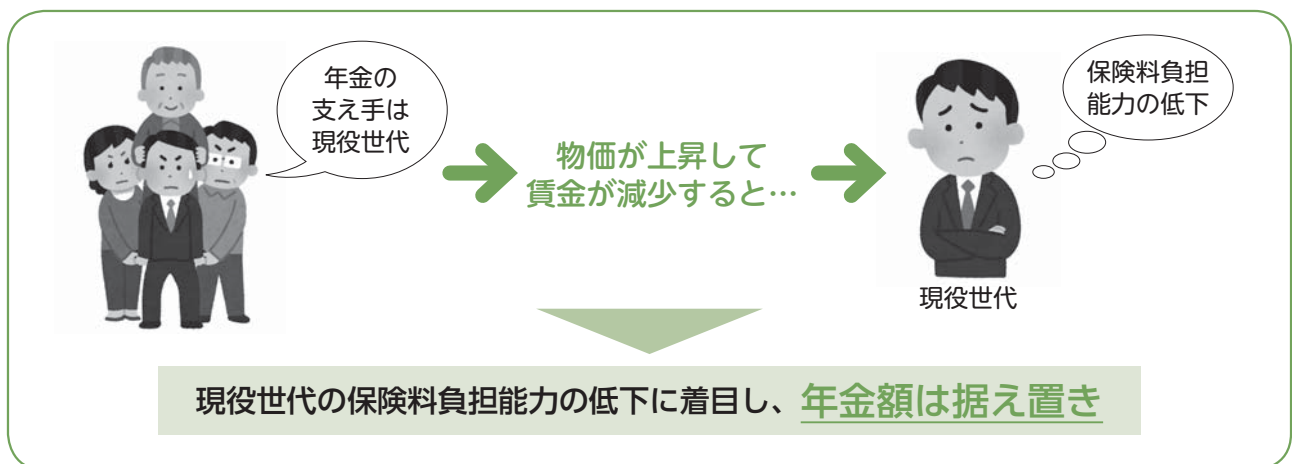 年金の
支え手は
現役世代
物価が上昇して
賃金が減少すると…
保険料負担
能力の低下
現役世代
現役世代の保険料負担能力の低下に着目し、年金額は据え置き